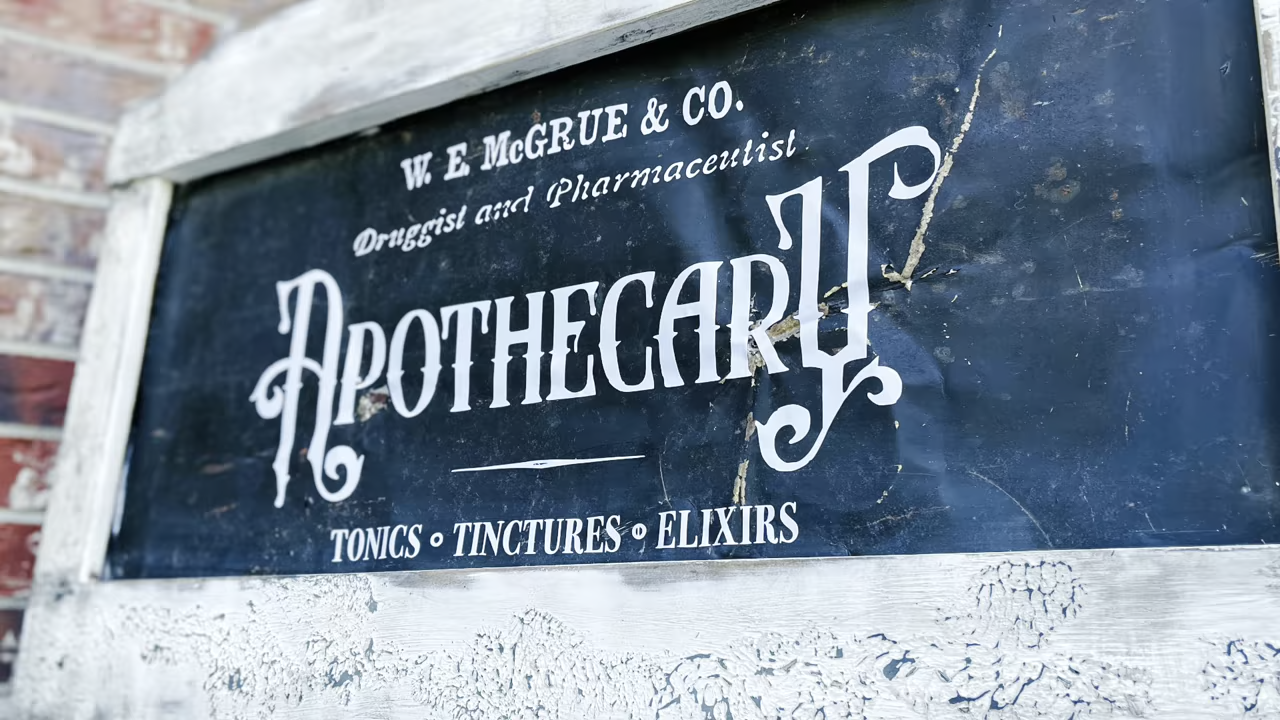 W. E. McGRUE & CO.
Druggist and Pharmaceutist
APOTHECARY
TONICS • TINCTURES • ELIXIRS